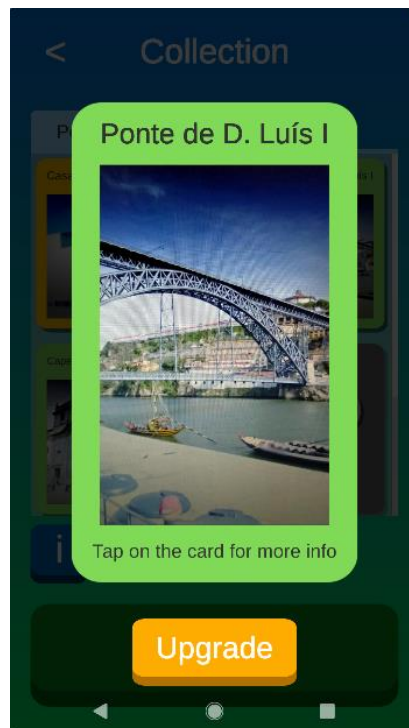 < Collection
Ponte de D. Luís I
Tap on the card for more info
i
Upgrade